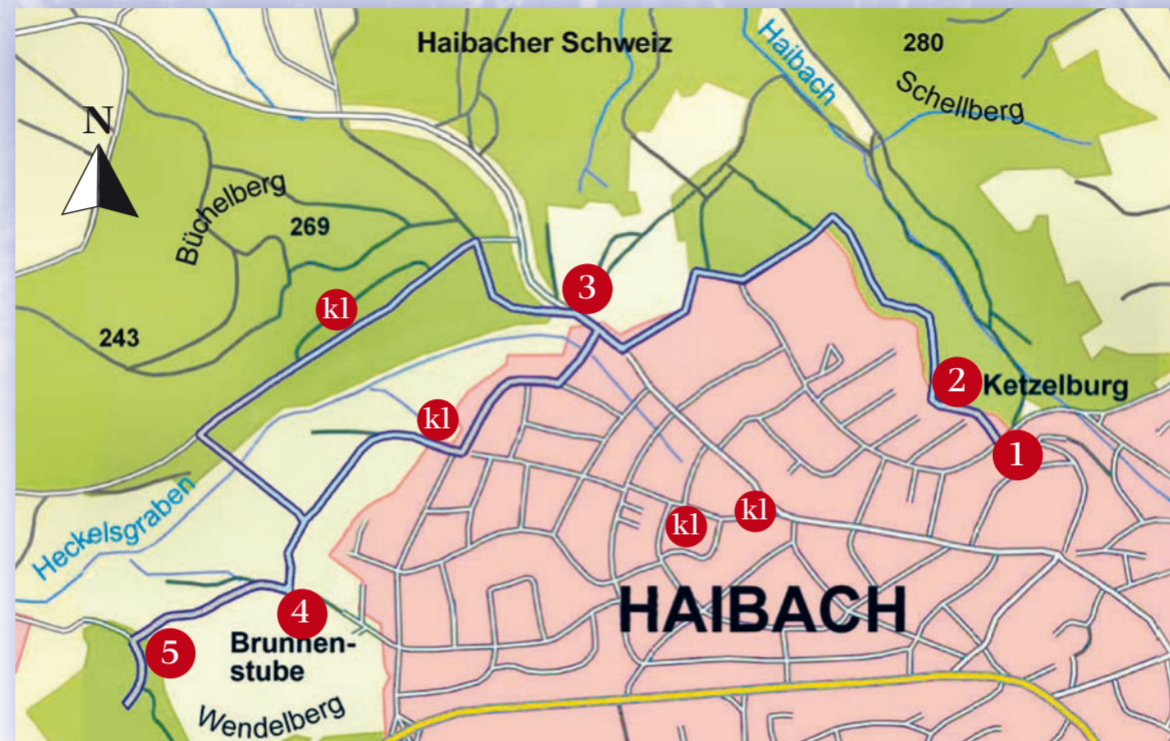 Haibacher Schweiz
280
Haibach
Schellberg
N
Büchelberg
269
3
kl
243
2
Ketzelburg
kl
1
kl
kl
Heckelsgraben
HAIBACH
4
Brunnen-
stube
5
Wendelberg